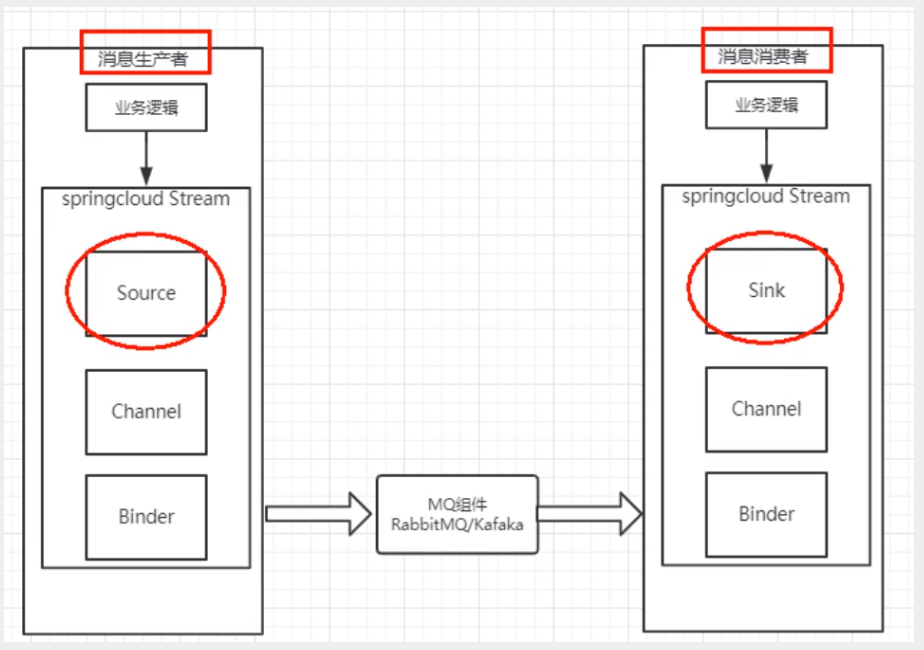 消息生产者
业务逻辑
springcloud Stream
Source
Channel
Binder
MQ组件
RabbitMQ/Kafaka
消息消费者
业务逻辑
springcloud Stream
Sink
Channel
Binder